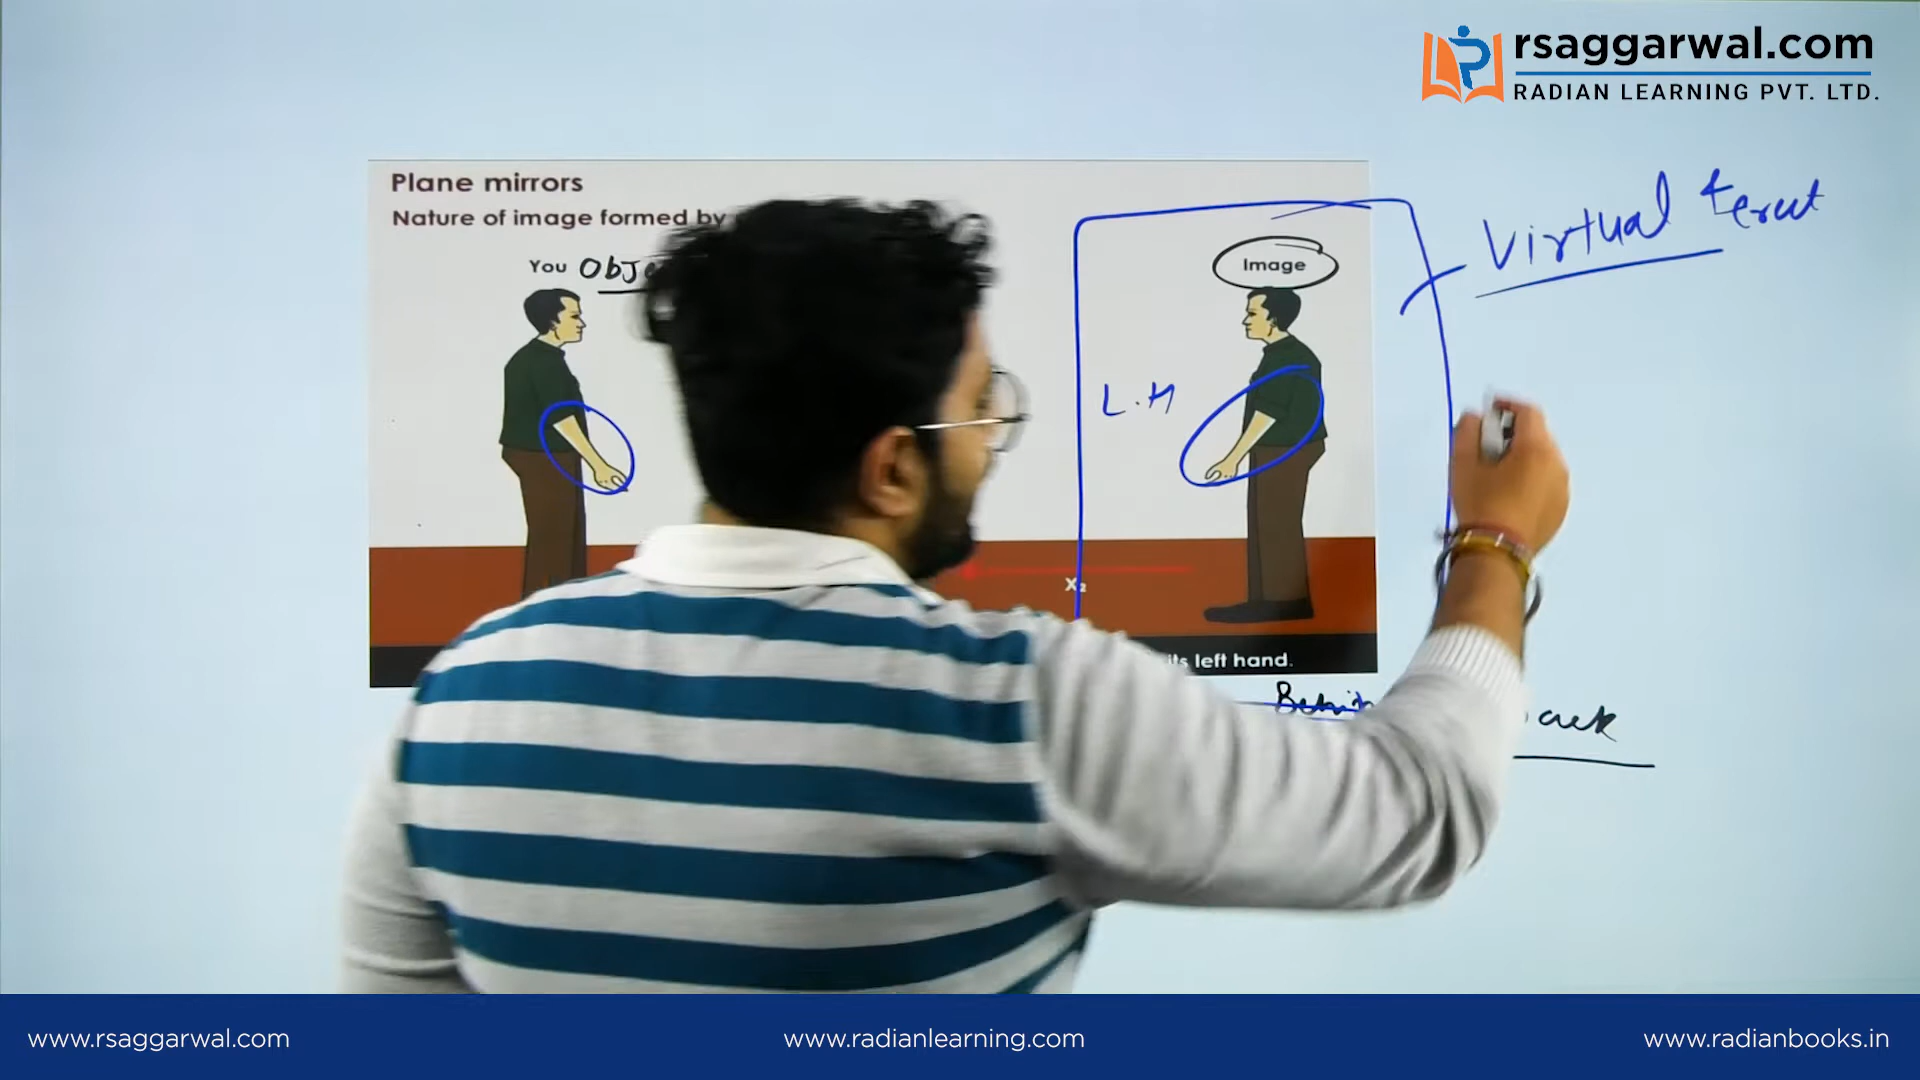 rsaggarwal.com
RADIAN LEARNING PVT. LTD.
Plane mirrors
Nature of image formed by
You Obje
Image
Virtual & erect
L.H
X₂
its left hand.
www.rsaggarwal.com
www.radianlearning.com
www.radianbooks.in